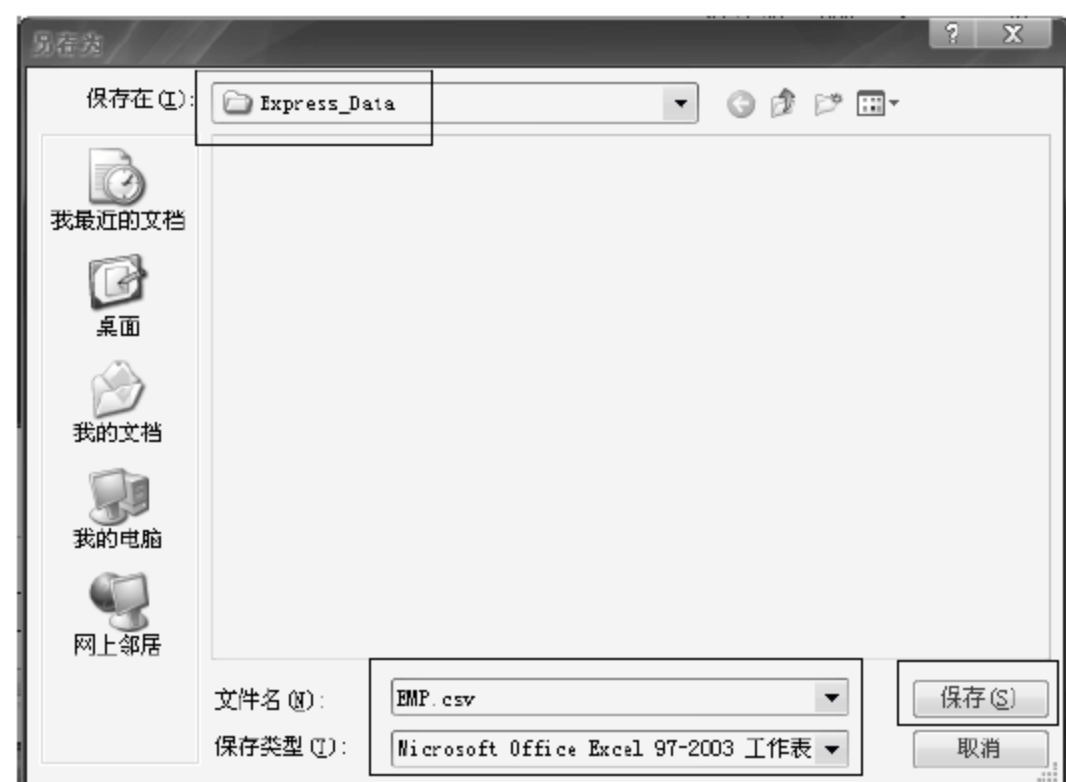 另存为
保存在(I):
Express_Data
我最近的文档
桌面
我的文档
我的电脑
网上邻居
文件名(N):
EMP.csv
保存(S)
保存类型(T):
Microsoft Office Excel 97-2003 工作表
取消